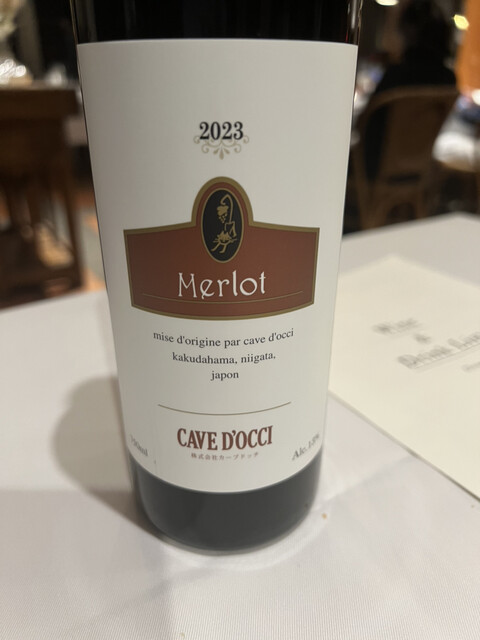 2023
Merlot
mise d'origine par cave d'occi
kakudahama, niigata,
japon
CAVE D'OCCI
株式会社カーブドッチ
Wine
&